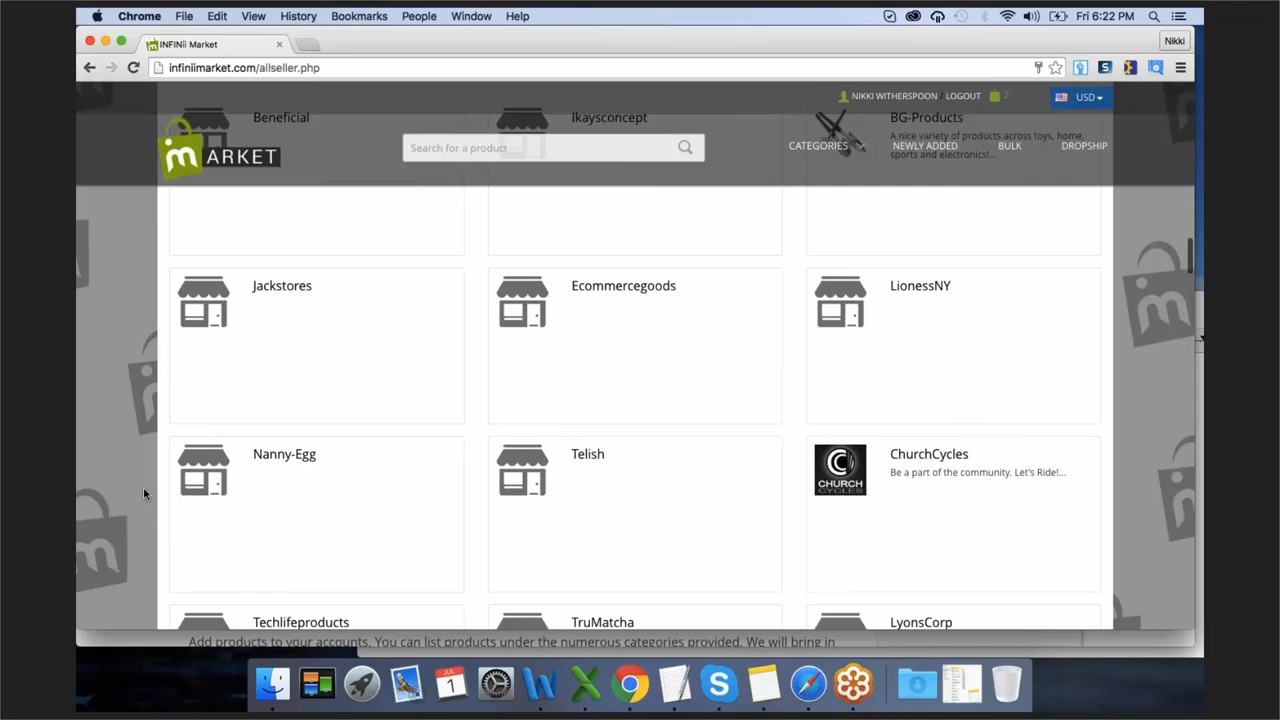 Chrome File Edit View History Bookmarks People Window Help Fri 6:22 PM
INFINii Market Nikki
infiniimarket.com/allseller.php
NIKKI WITHERSPOON / LOGOUT 2 USD
Beneficial Ikaysconcept BG-Products
A nice variety of products across toys, home,
sports and electronics!...
mARKET Search for a product CATEGORIES NEWLY ADDED BULK DROPSHIP
Jackstores Ecommercegoods LionessNY
Nanny-Egg Telish ChurchCycles
Be a part of the community. Let's Ride!...
CHURCH
CYCLES
Techlifeproducts TruMatcha LyonsCorp
Add products to your accounts. You can list products under the numerous categories provided. We will bring in
JUL
1